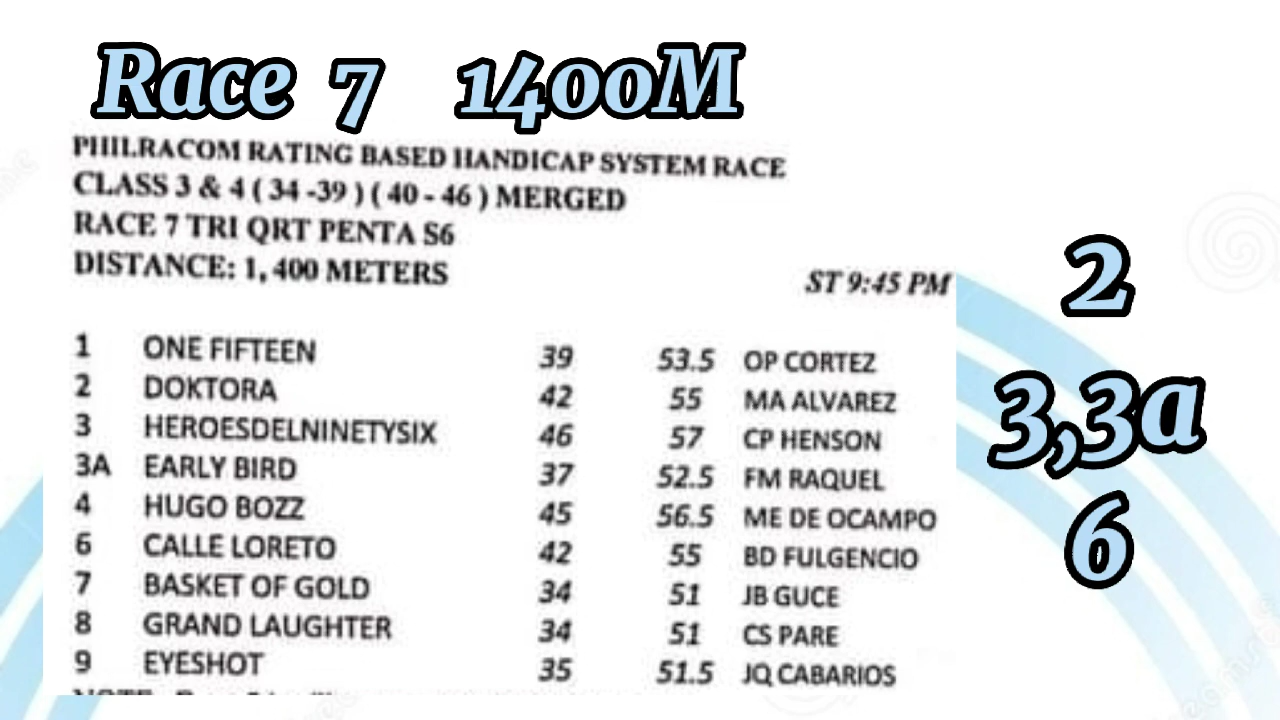 Race 7 1400M
PHILRACOM RATING BASED HANDICAP SYSTEM RACE
CLASS 3 & 4 ( 34 -39 ) ( 40 - 46 ) MERGED
RACE 7 TRI QRT PENTA S6
DISTANCE: 1, 400 METERS
ST 9:45 PM
1 ONE FIFTEEN 39 53.5 OP CORTEZ
2 DOKTORA 42 55 MA ALVAREZ
3 HEROESDELNINETYSIX 46 57 CP HENSON
3A EARLY BIRD 37 52.5 FM RAQUEL
4 HUGO BOZZ 45 56.5 ME DE OCAMPO
6 CALLE LORETO 42 55 BD FULGENCIO
7 BASKET OF GOLD 34 51 JB GUCE
8 GRAND LAUGHTER 34 51 CS PARE
9 EYESHOT 35 51.5 JQ CABARIOS
2
3,3a
6